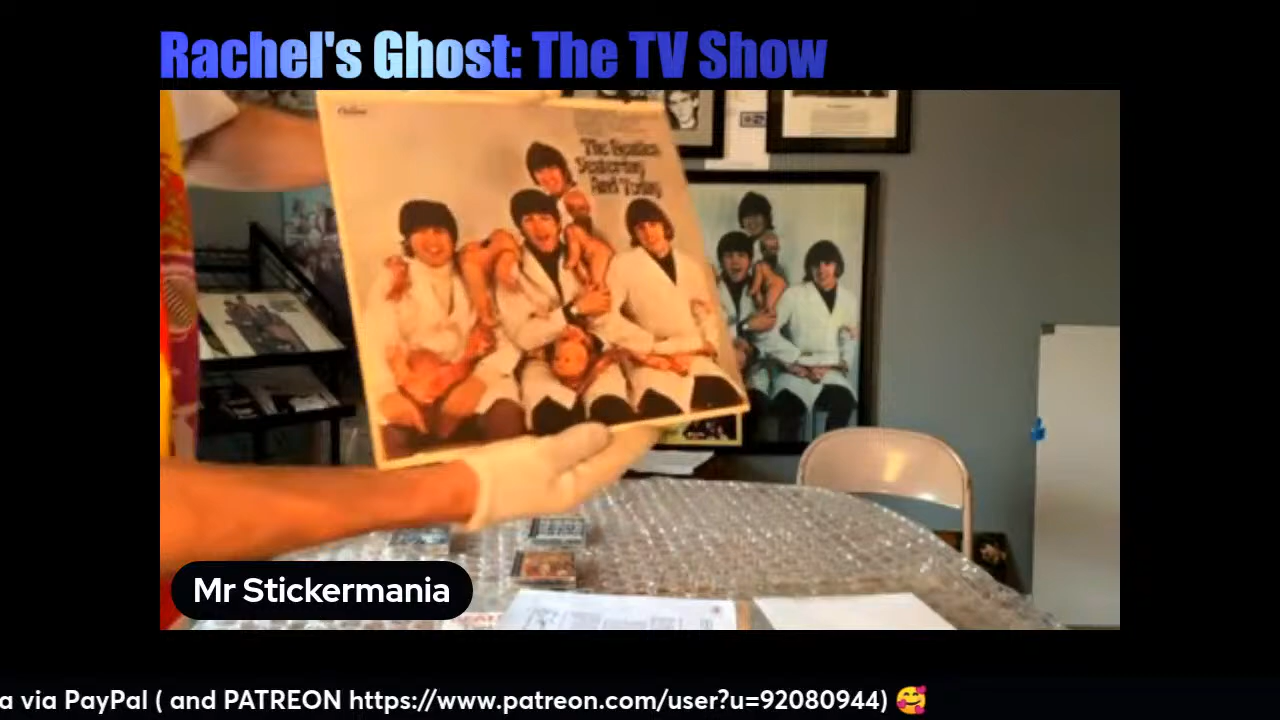 Rachel's Ghost: The TV Show
The Beatles
Yesterday
And Today
Mr Stickermania
a via PayPal ( and PATREON https://www.patreon.com/user?u=92080944) 🥰